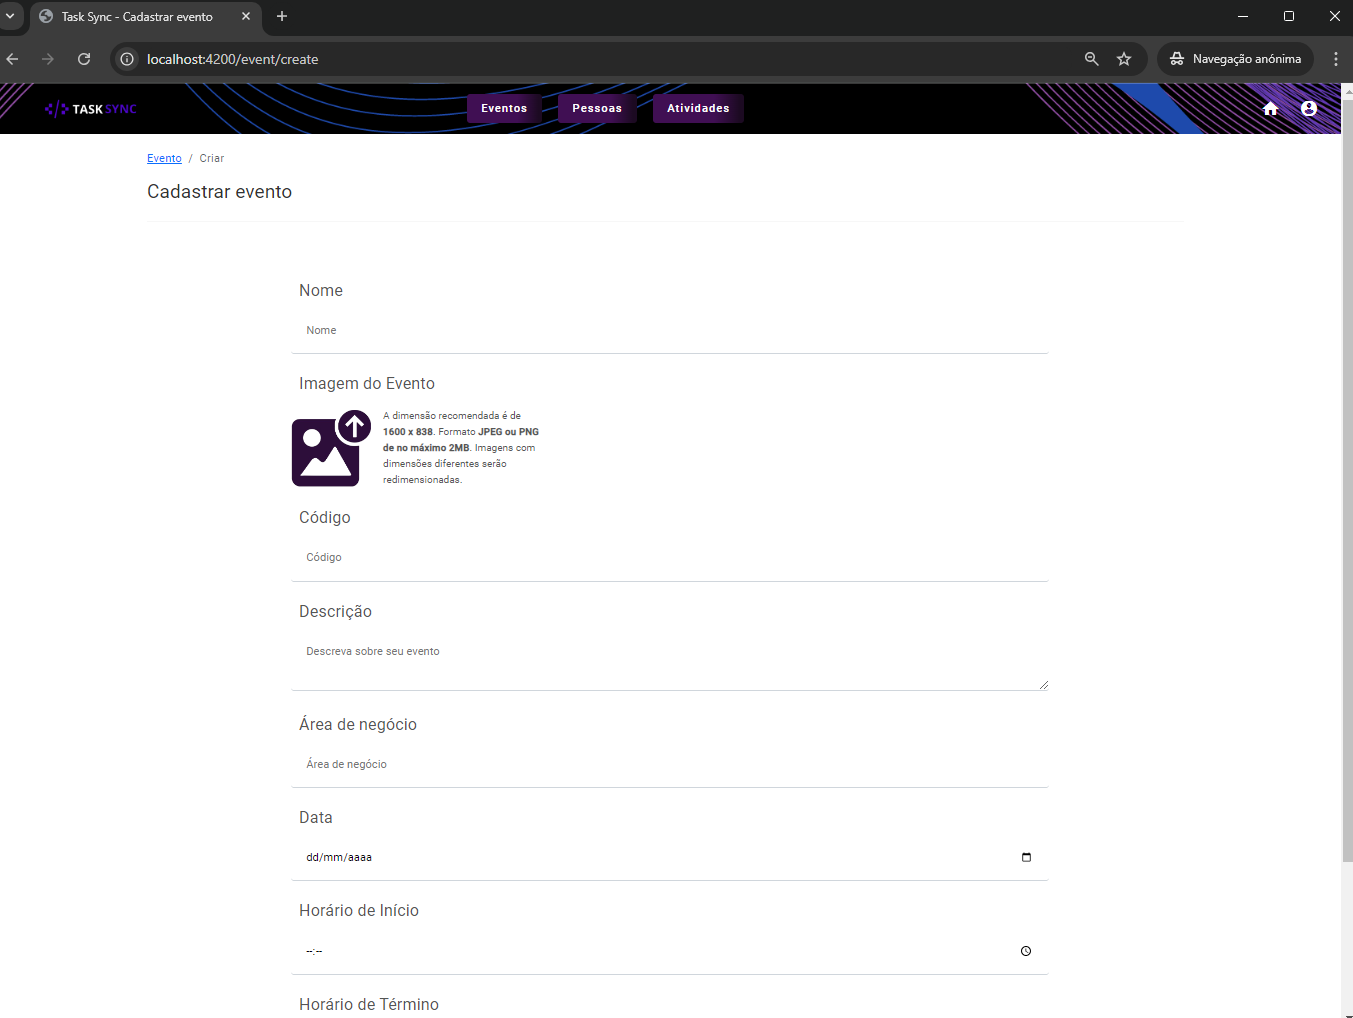 Task Sync - Cadastrar evento
localhost:4200/event/create
Navegação anónima
</> TASK SYNC
Eventos
Pessoas
Atividades
Evento / Criar
Cadastrar evento
Nome
Nome
Imagem do Evento
A dimensão recomendada é de
1600 x 838. Formato JPEG ou PNG
de no máximo 2MB. Imagens com
dimensões diferentes serão
redimensionadas.
Código
Código
Descrição
Descreva sobre seu evento
Área de negócio
Área de negócio
Data
dd/mm/aaaa
Horário de Início
--:--
Horário de Término